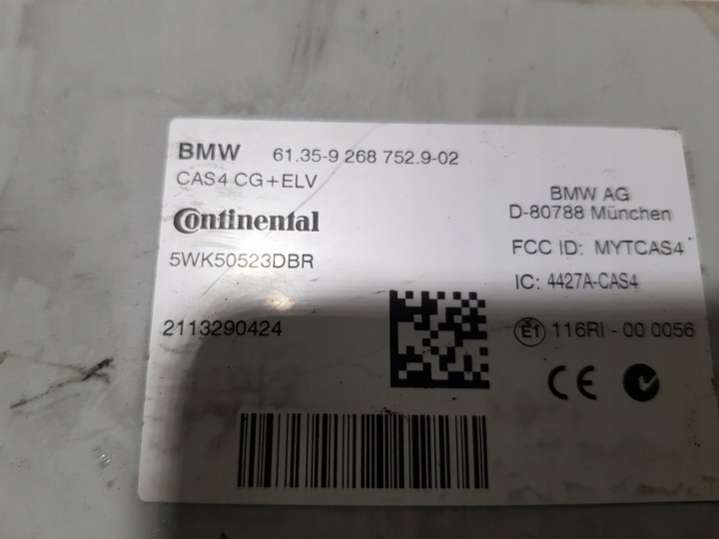 BMW 61.35-9 268 752.9-02
CAS4 CG+ELV
Continental
5WK50523DBR
2113290424
BMW AG
D-80788 München
FCC ID: MYTCAS4
IC: 4427A-CAS4
E1 116RI - 00 0056
CE